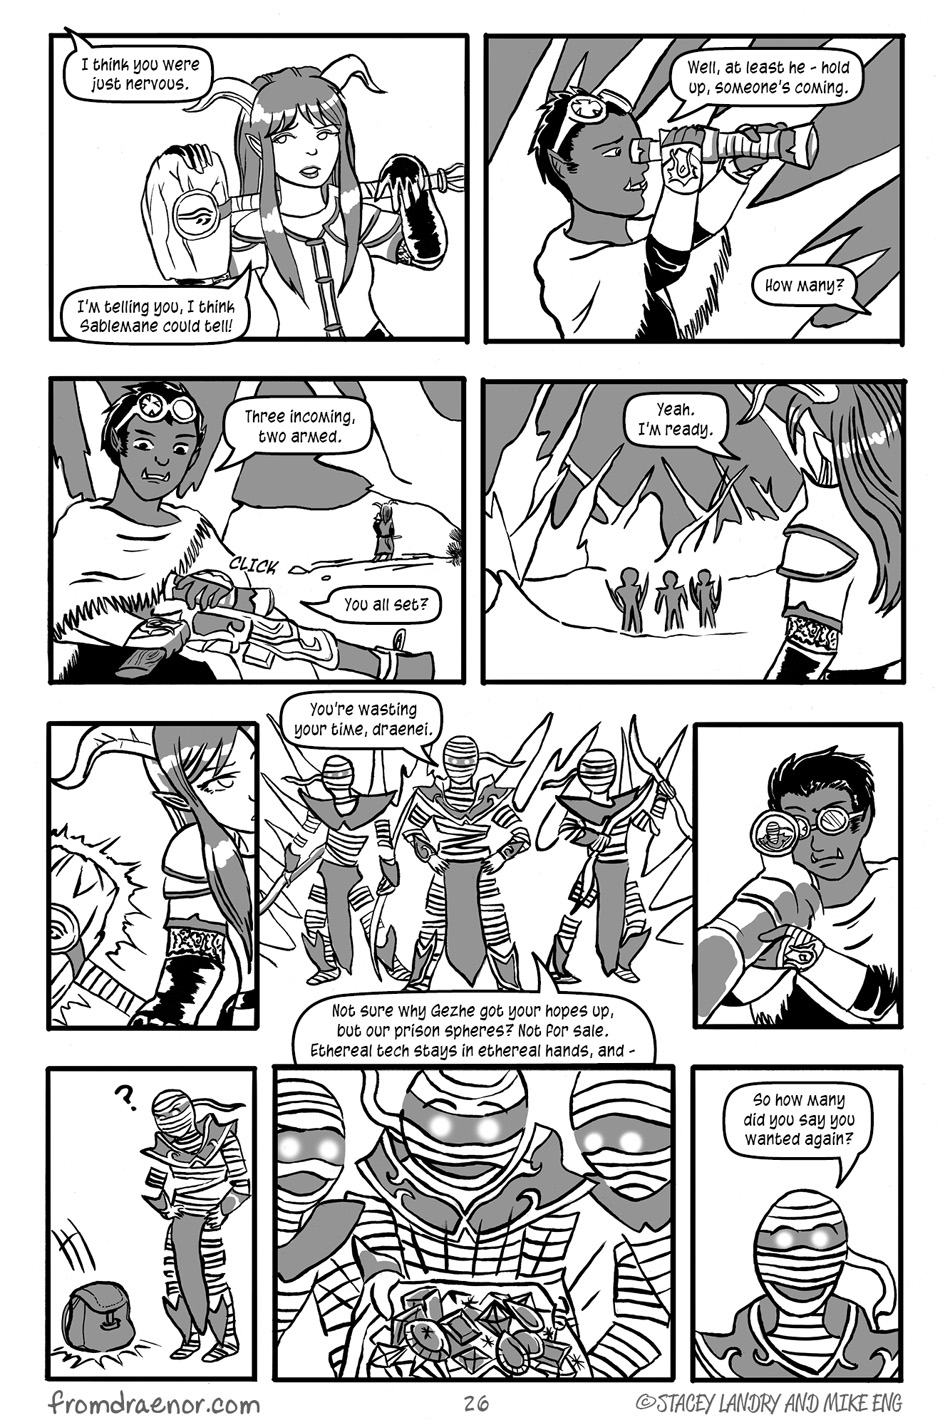 I think you were
just nervous.
I'm telling you, I think
Sablemane could tell!
Well, at least he - hold
up, someone's coming.
How many?
Three incoming,
two armed.
CLICK
You all set?
Yeah.
I'm ready.
You're wasting
your time, draenei.
Not sure why Gezhe got your hopes up,
but our prison spheres? Not for sale.
Ethereal tech stays in ethereal hands, and -
?
So how many
did you say you
wanted again?
fromdraenor.com
26
©STACEY LANDRY AND MIKE ENG